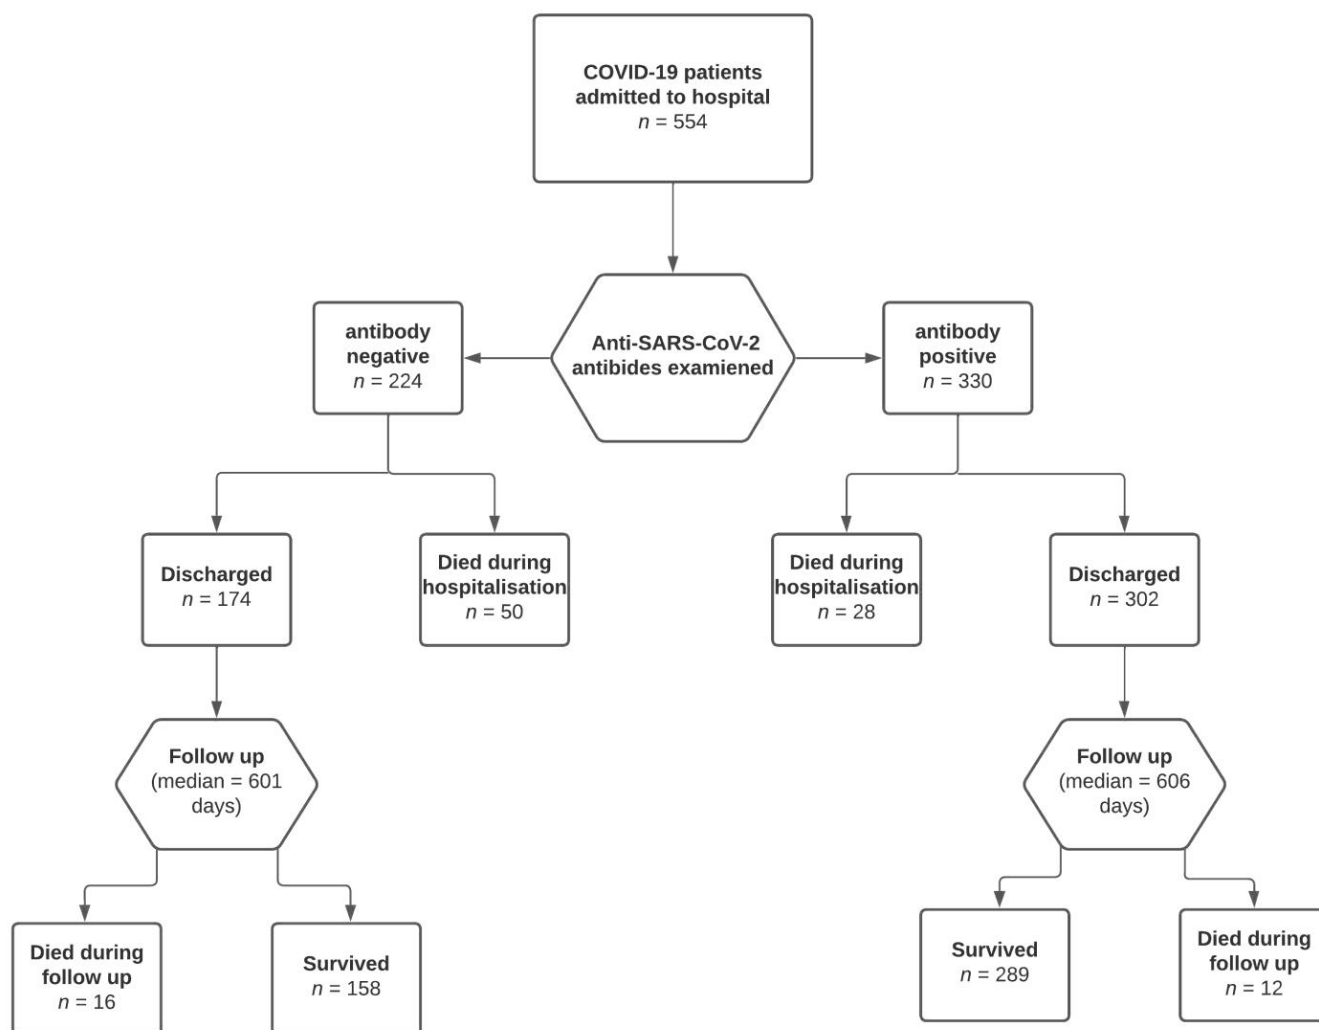 COVID-19 patients
admitted to hospital
n = 554
Anti-SARS-CoV-2
antibides examiened
antibody
negative
n = 224
antibody
positive
n = 330
Discharged
n = 174
Died during
hospitalisation
n = 50
Died during
hospitalisation
n = 28
Discharged
n = 302
Follow up
(median = 601
days)
Follow up
(median = 606
days)
Died during
follow up
n = 16
Survived
n = 158
Survived
n = 289
Died during
follow up
n = 12